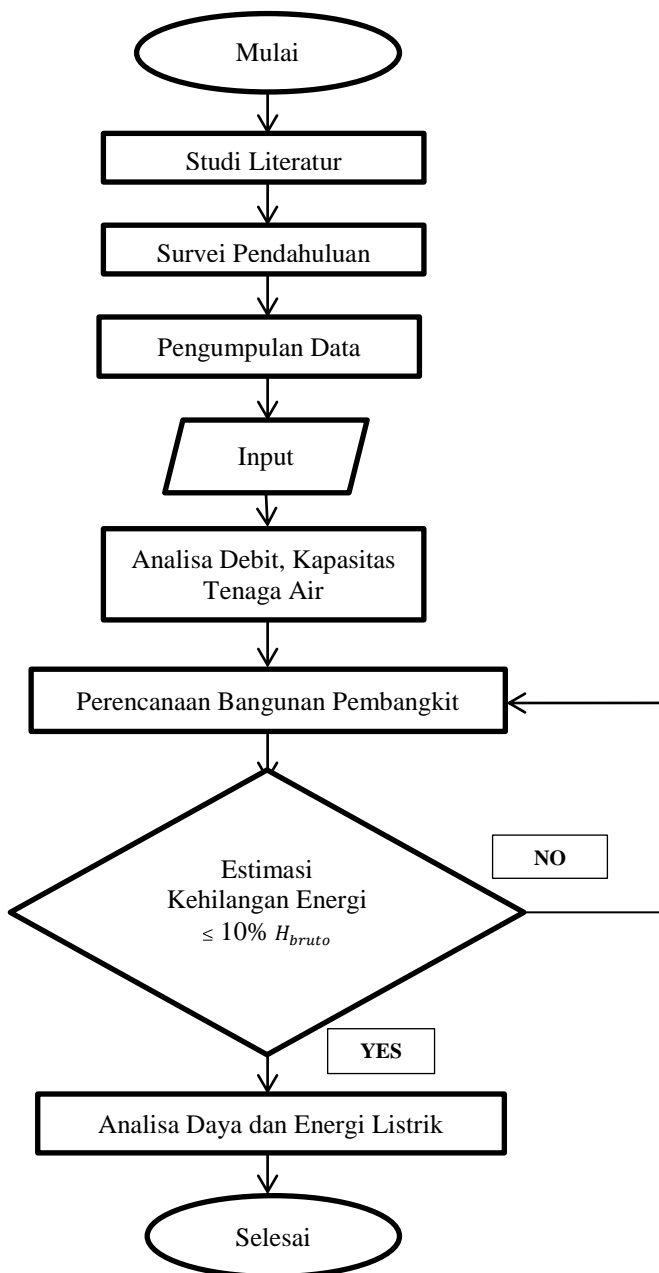 Mulai
Studi Literatur
Survei Pendahuluan
Pengumpulan Data
Input
Analisa Debit, Kapasitas
Tenaga Air
Perencanaan Bangunan Pembangkit
Estimasi
Kehilangan Energi
≤ 10% H_bruto
NO
YES
Analisa Daya dan Energi Listrik
Selesai